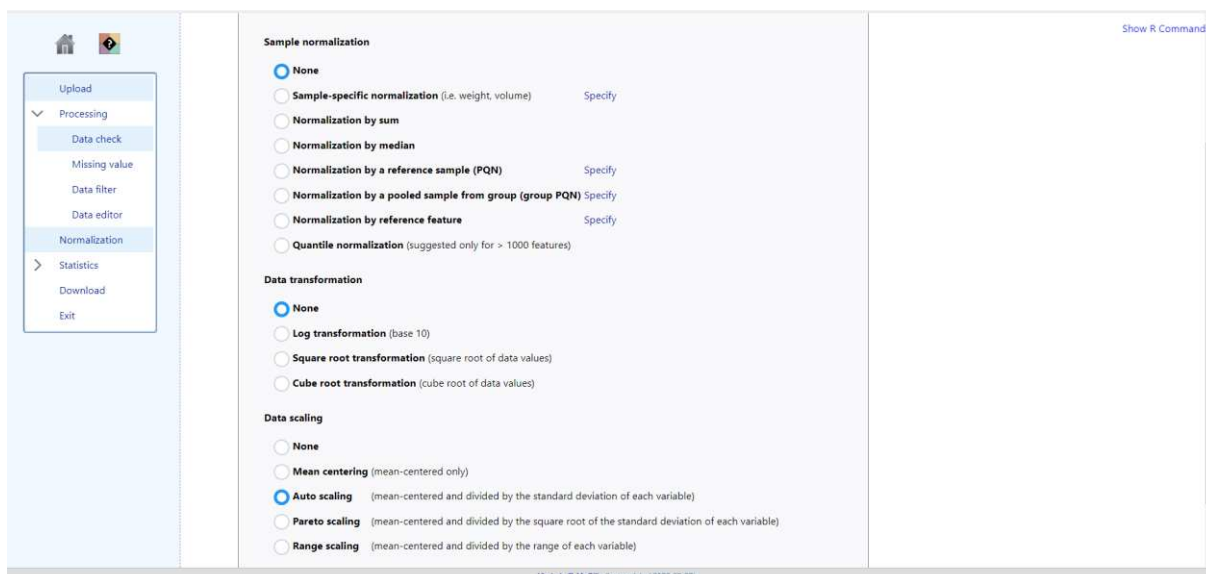 Show R Command
Upload
Processing
Data check
Missing value
Data filter
Data editor
Normalization
Statistics
Download
Exit
Sample normalization
None
Sample-specific normalization (i.e. weight, volume) Specify
Normalization by sum
Normalization by median
Normalization by a reference sample (PQN) Specify
Normalization by a pooled sample from group (group PQN) Specify
Normalization by reference feature Specify
Quantile normalization (suggested only for > 1000 features)
Data transformation
None
Log transformation (base 10)
Square root transformation (square root of data values)
Cube root transformation (cube root of data values)
Data scaling
None
Mean centering (mean-centered only)
Auto scaling (mean-centered and divided by the standard deviation of each variable)
Pareto scaling (mean-centered and divided by the square root of the standard deviation of each variable)
Range scaling (mean-centered and divided by the range of each variable)